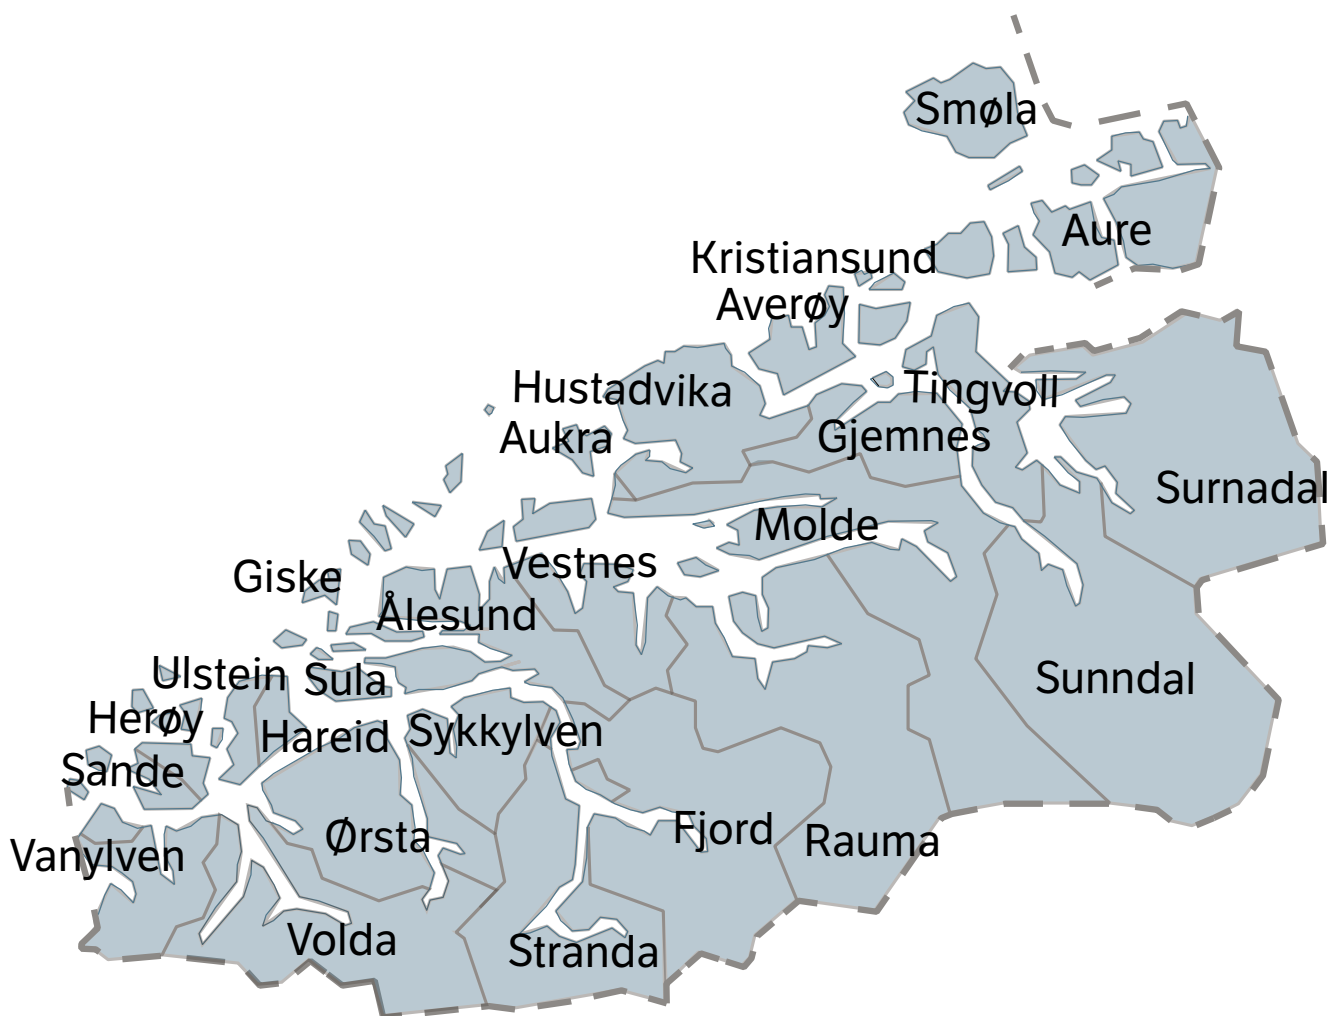 Smøla
Aure
Kristiansund
Averøy
Hustadvika
Tingvoll
Aukra
Gjemnes
Surnadal
Molde
Vestnes
Giske
Ålesund
Ulstein
Sula
Sunndal
Herøy
Hareid
Sykkylven
Sande
Ørsta
Fjord
Rauma
Vanylven
Volda
Stranda